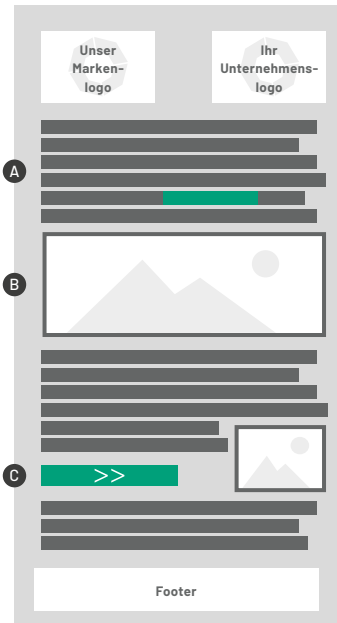 Unser
Marken-
logo
Ihr
Unternehmens-
logo
A
B
C
>>
Footer